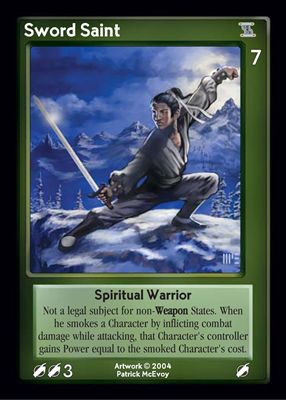 Sword Saint
7
Spiritual Warrior
Not a legal subject for non-Weapon States. When
he smokes a Character by inflicting combat
damage while attacking, that Character's controller
gains Power equal to the smoked Character's cost.
3
Artwork © 2004
Patrick McEvoy